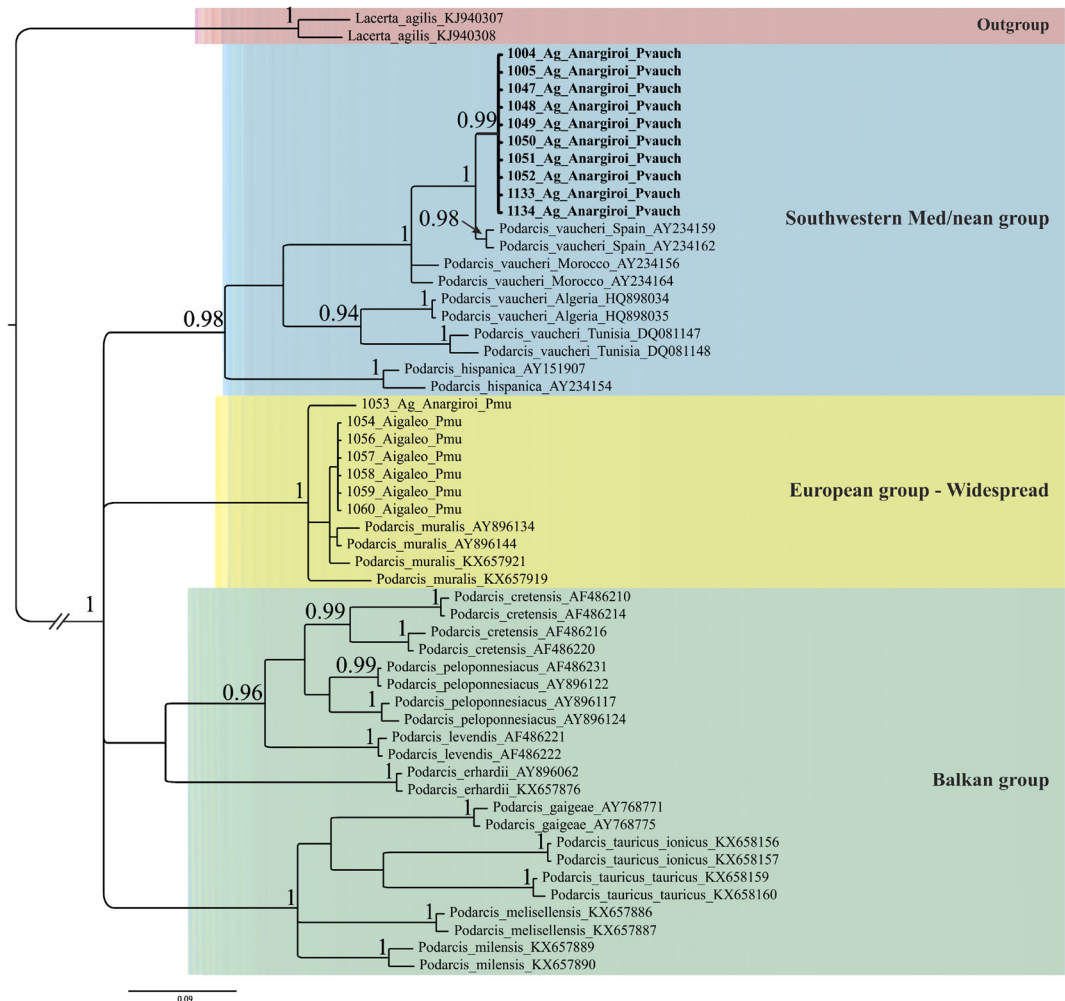 1
Lacerta_agilis_KJ940307
Lacerta_agilis_KJ940308
Outgroup
1004_Ag_Anargiroi_Pvauch
1005_Ag_Anargiroi_Pvauch
1047_Ag_Anargiroi_Pvauch
1048_Ag_Anargiroi_Pvauch
0.99
1049_Ag_Anargiroi_Pvauch
1050_Ag_Anargiroi_Pvauch
1051_Ag_Anargiroi_Pvauch
1
1052_Ag_Anargiroi_Pvauch
1133_Ag_Anargiroi_Pvauch
1134_Ag_Anargiroi_Pvauch
Southwestern Med/nean group
0.98
Podarcis_vaucheri_Spain_AY234159
1
Podarcis_vaucheri_Spain_AY234162
Podarcis_vaucheri_Morocco_AY234156
Podarcis_vaucheri_Morocco_AY234164
1
Podarcis_vaucheri_Algeria_HQ898034
0.94
Podarcis_vaucheri_Algeria_HQ898035
0.98
1
Podarcis_vaucheri_Tunisia_DQ081147
Podarcis_vaucheri_Tunisia_DQ081148
1
Podarcis_hispanica_AY151907
Podarcis_hispanica_AY234154
1053_Ag_Anargiroi_Pmu
1054_Aigaleo_Pmu
1056_Aigaleo_Pmu
1057_Aigaleo_Pmu
1058_Aigaleo_Pmu
1
1059_Aigaleo_Pmu
European group - Widespread
1060_Aigaleo_Pmu
Podarcis_muralis_AY896134
Podarcis_muralis_AY896144
Podarcis_muralis_KX657921
Podarcis_muralis_KX657919
1
1
Podarcis_cretensis_AF486210
0.99
Podarcis_cretensis_AF486214
1
Podarcis_cretensis_AF486216
Podarcis_cretensis_AF486220
0.99
Podarcis_peloponnesiacus_AF486231
Podarcis_peloponnesiacus_AY896122
0.96
1
Podarcis_peloponnesiacus_AY896117
Podarcis_peloponnesiacus_AY896124
1
Podarcis_levendis_AF486221
Podarcis_levendis_AF486222
1
Podarcis_erhardii_AY896062
Podarcis_erhardii_KX657876
Balkan group
1
Podarcis_gaigeae_AY768771
Podarcis_gaigeae_AY768775
1
Podarcis_tauricus_ionicus_KX658156
Podarcis_tauricus_ionicus_KX658157
1
Podarcis_tauricus_tauricus_KX658159
Podarcis_tauricus_tauricus_KX658160
1
1
Podarcis_melisellensis_KX657886
Podarcis_melisellensis_KX657887
1
Podarcis_milensis_KX657889
Podarcis_milensis_KX657890
0.09